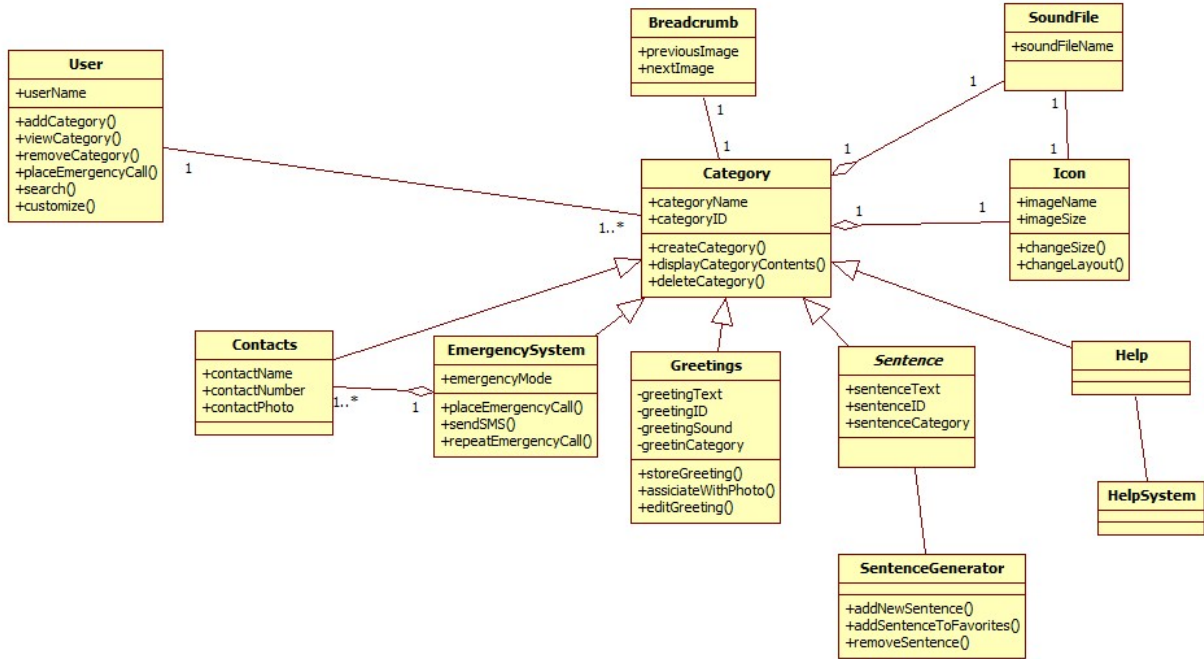 User
+userName
+addCategory()
+viewCategory()
+removeCategory()
+placeEmergencyCall()
+search()
+customize()
1
1..*
Breadcrumb
+previousImage
+nextImage
1
1
SoundFile
+soundFileName
1
1
1
Category
+categoryName
+categoryID
+createCategory()
+displayCategoryContents()
+deleteCategory()
1
1
1
Icon
+imageName
+imageSize
+changeSize()
+changeLayout()
Contacts
+contactName
+contactNumber
+contactPhoto
1..*
1
EmergencySystem
+emergencyMode
+placeEmergencyCall()
+sendSMS()
+repeatEmergencyCall()
Greetings
-greetingText
-greetingID
-greetingSound
-greetinCategory
+storeGreeting()
+assiciateWithPhoto()
+editGreeting()
Sentence
+sentenceText
+sentenceID
+sentenceCategory
Help
HelpSystem
SentenceGenerator
+addNewSentence()
+addSentenceToFavorites()
+removeSentence()